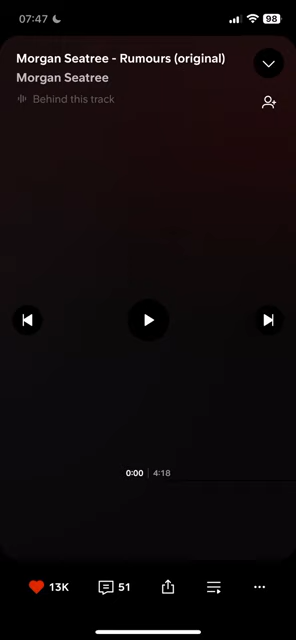 07:47
98
Morgan Seatree - Rumours (original)
Morgan Seatree
Behind this track
0:00 | 4:18
13K
51